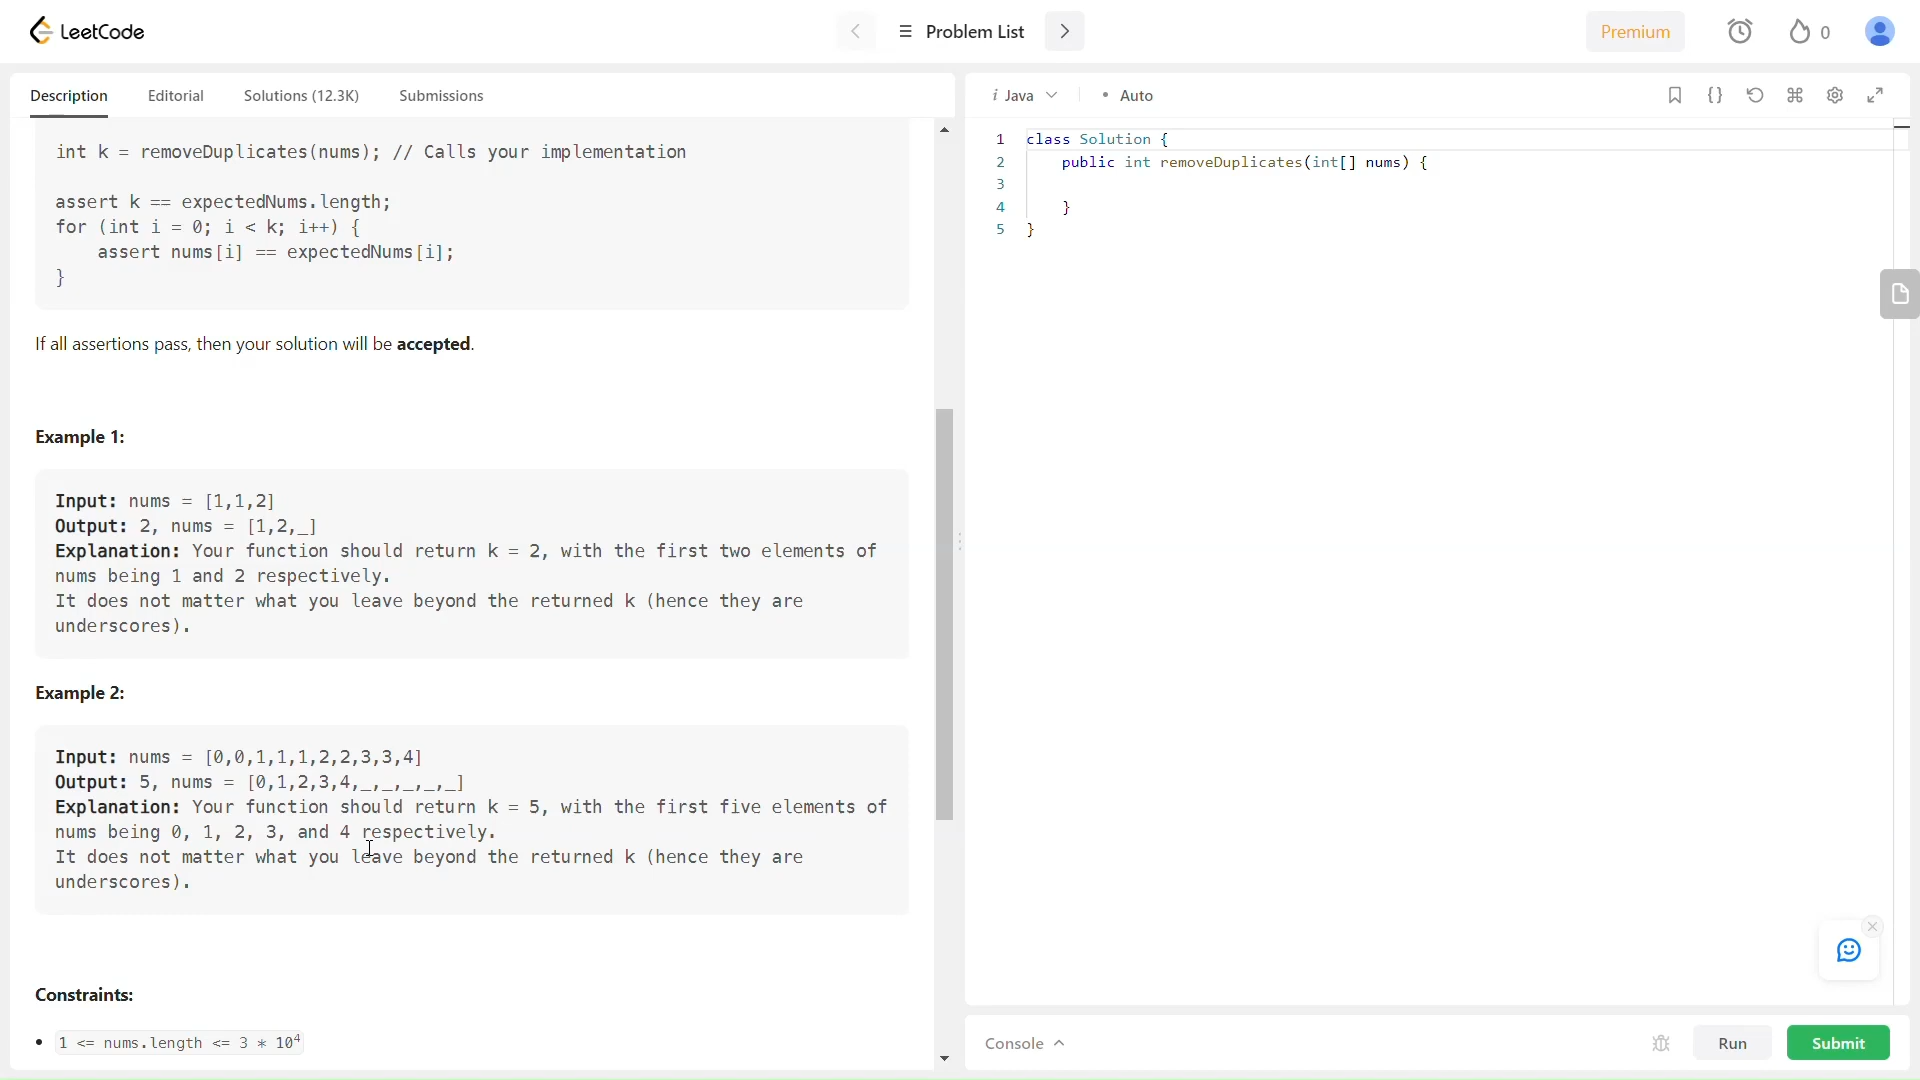 LeetCode
Problem List
Premium
0
Description
Editorial
Solutions (12.3K)
Submissions
int k = removeDuplicates(nums); // Calls your implementation
assert k == expectedNums.length;
for (int i = 0; i < k; i++) {
    assert nums[i] == expectedNums[i];
}
If all assertions pass, then your solution will be accepted.
Example 1:
Input: nums = [1,1,2]
Output: 2, nums = [1,2,_]
Explanation: Your function should return k = 2, with the first two elements of
nums being 1 and 2 respectively.
It does not matter what you leave beyond the returned k (hence they are
underscores).
Example 2:
Input: nums = [0,0,1,1,1,2,2,3,3,4]
Output: 5, nums = [0,1,2,3,4,_,_,_,_,_]
Explanation: Your function should return k = 5, with the first five elements of
nums being 0, 1, 2, 3, and 4 respectively.
It does not matter what you leave beyond the returned k (hence they are
underscores).
Constraints:
• 1 <= nums.length <= 3 * 10⁴
i Java
• Auto
1 class Solution {
2     public int removeDuplicates(int[] nums) {
3
4     }
5 }
Console
Run
Submit